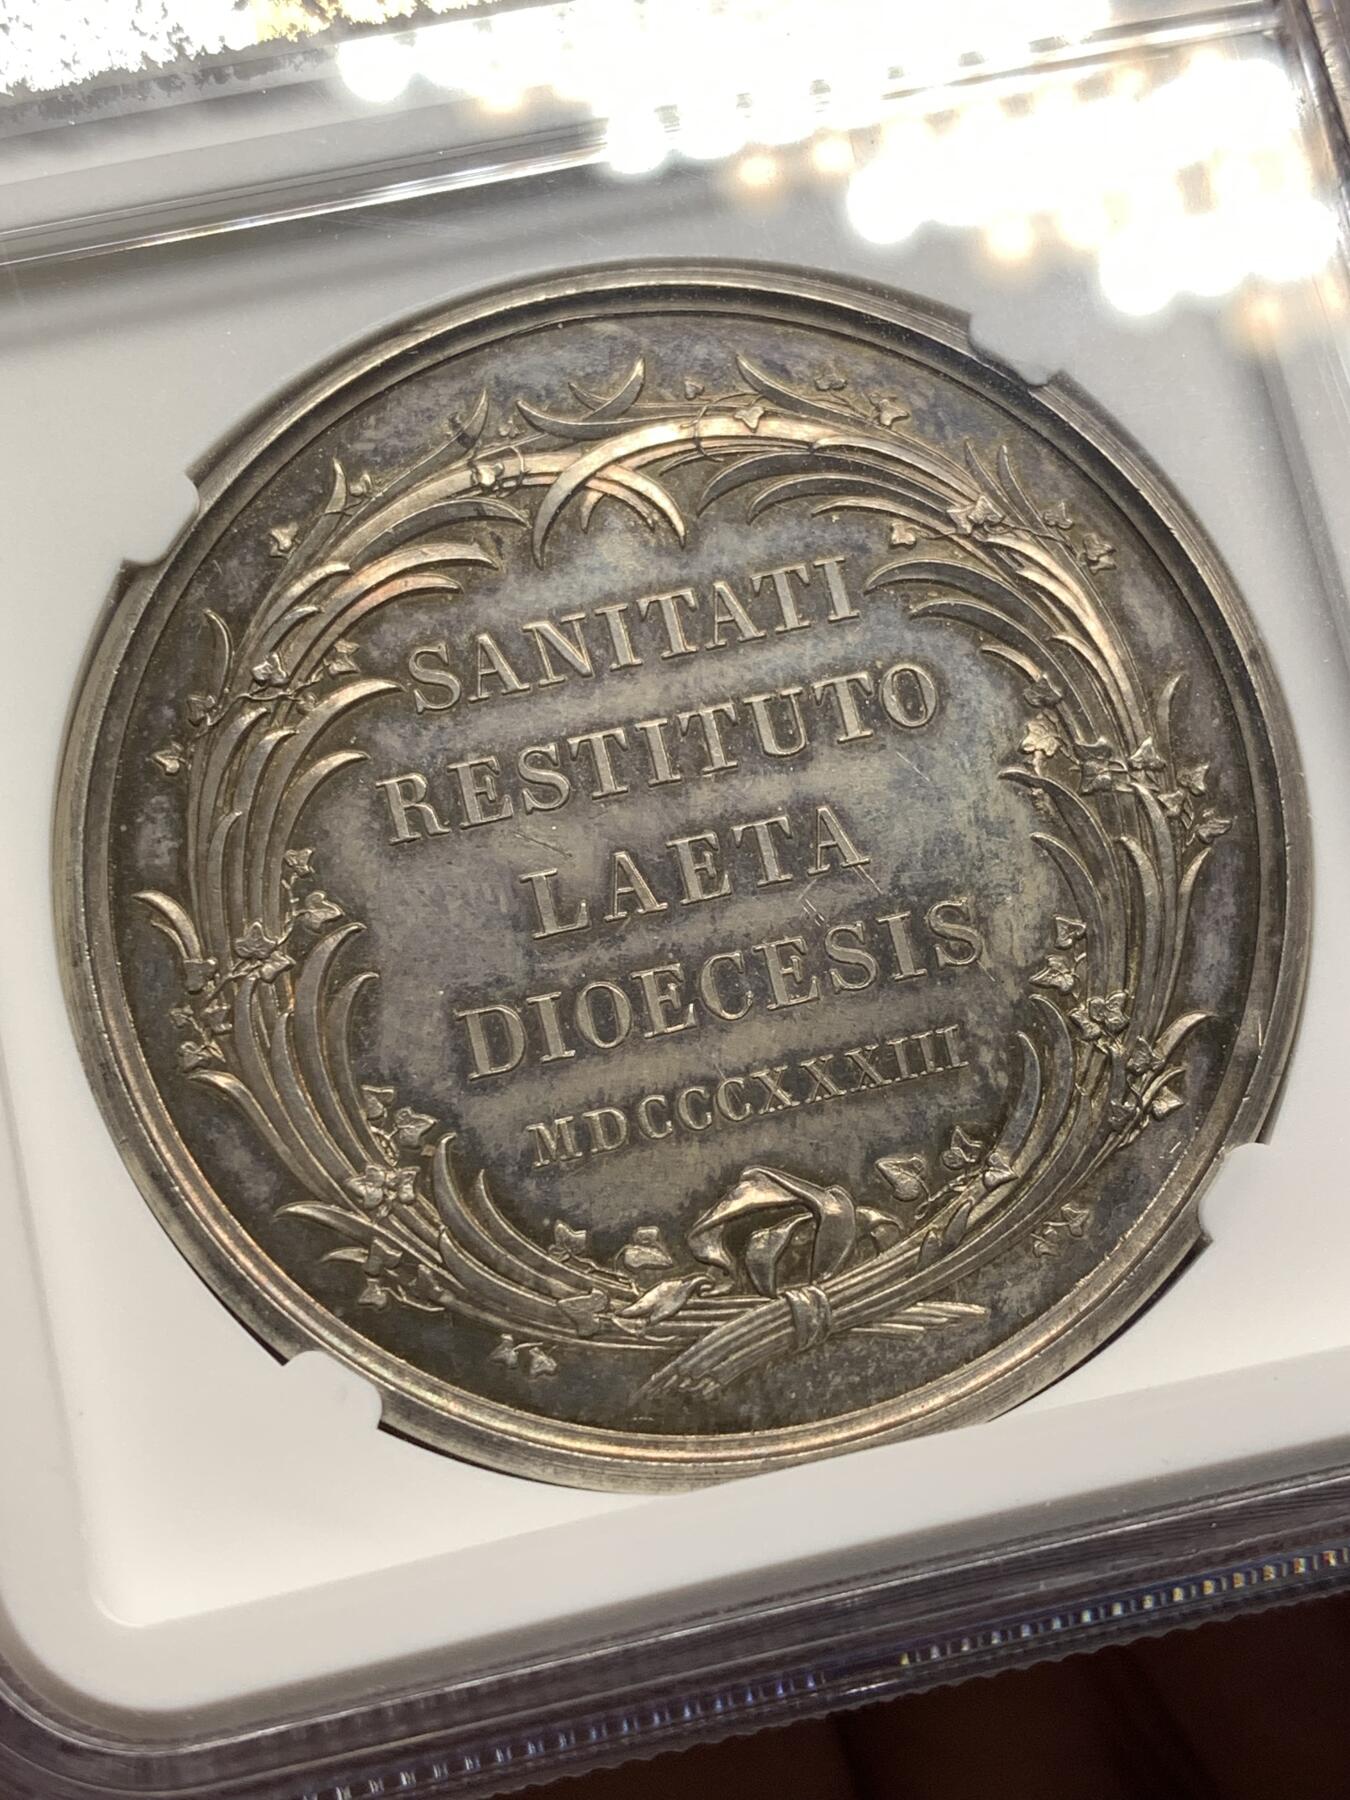 SANITATI
RESTITUTO
LAETA
DIOECESIS
MDCCCXXXIII